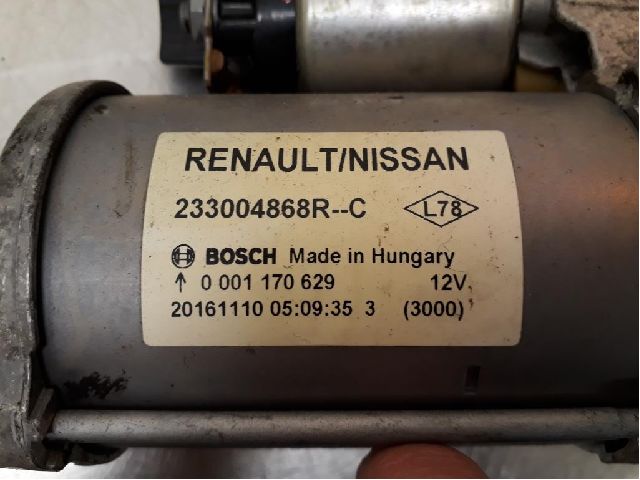 RENAULT/NISSAN
233004868R--C L78
BOSCH Made in Hungary
↑ 0 001 170 629 12V
20161110 05:09:35 3 (3000)